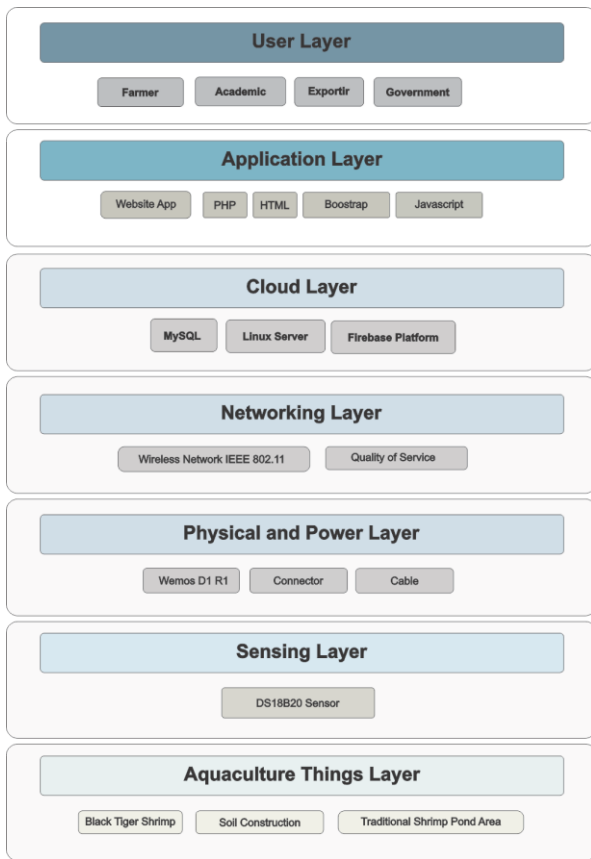 User Layer
Farmer Academic Exportir Government
Application Layer
Website App PHP HTML Boostrap Javascript
Cloud Layer
MySQL Linux Server Firebase Platform
Networking Layer
Wireless Network IEEE 802.11 Quality of Service
Physical and Power Layer
Wemos D1 R1 Connector Cable
Sensing Layer
DS18B20 Sensor
Aquaculture Things Layer
Black Tiger Shrimp Soil Construction Traditional Shrimp Pond Area